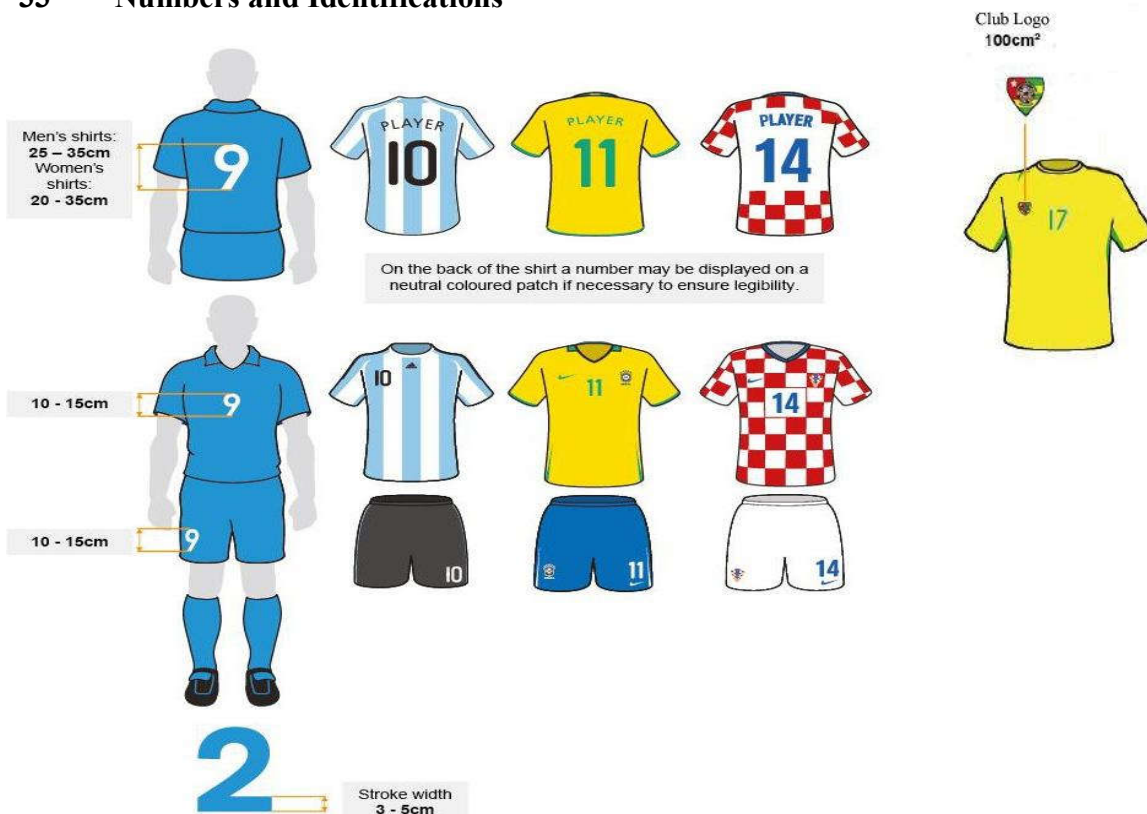 Numbers and Identifications
Club Logo
100cm²
Men's shirts:
25 – 35cm
Women's
shirts:
20 - 35cm
9
PLAYER
10
PLAYER
11
PLAYER
14
17
On the back of the shirt a number may be displayed on a
neutral coloured patch if necessary to ensure legibility.
10 - 15cm
9
10
11
14
10 - 15cm
9
10
11
14
2
Stroke width
3 - 5cm